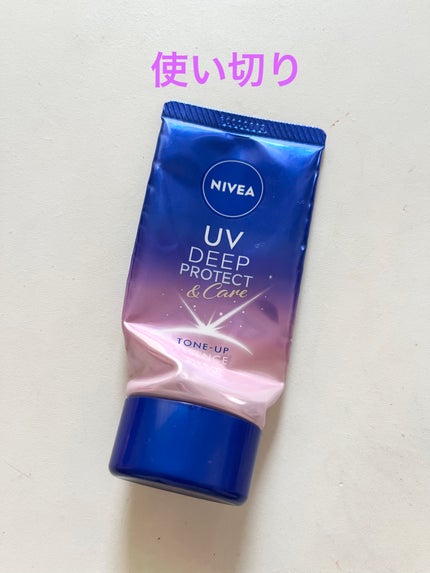 使い切り
NIVEA
UV
DEEP
PROTECT
& Care
TONE-UP